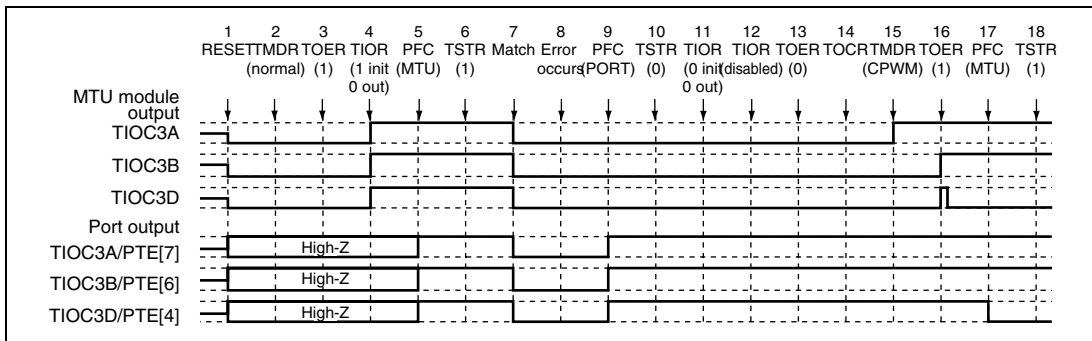 1 2 3 4 5 6 7 8 9 10 11 12 13 14 15 16 17 18
RESET TMDR TOER TIOR PFC TSTR Match Error PFC TSTR TIOR TIOR TOER TOCR TMDR TOER PFC TSTR
(normal) (1) (1 init (MTU) (1) occurs (PORT) (0) (0 init (disabled) (0) (CPWM) (1) (MTU) (1)
0 out) 0 out)
MTU module
output
TIOC3A
TIOC3B
TIOC3D
Port output
TIOC3A/PTE[7] High-Z
TIOC3B/PTE[6] High-Z
TIOC3D/PTE[4] High-Z